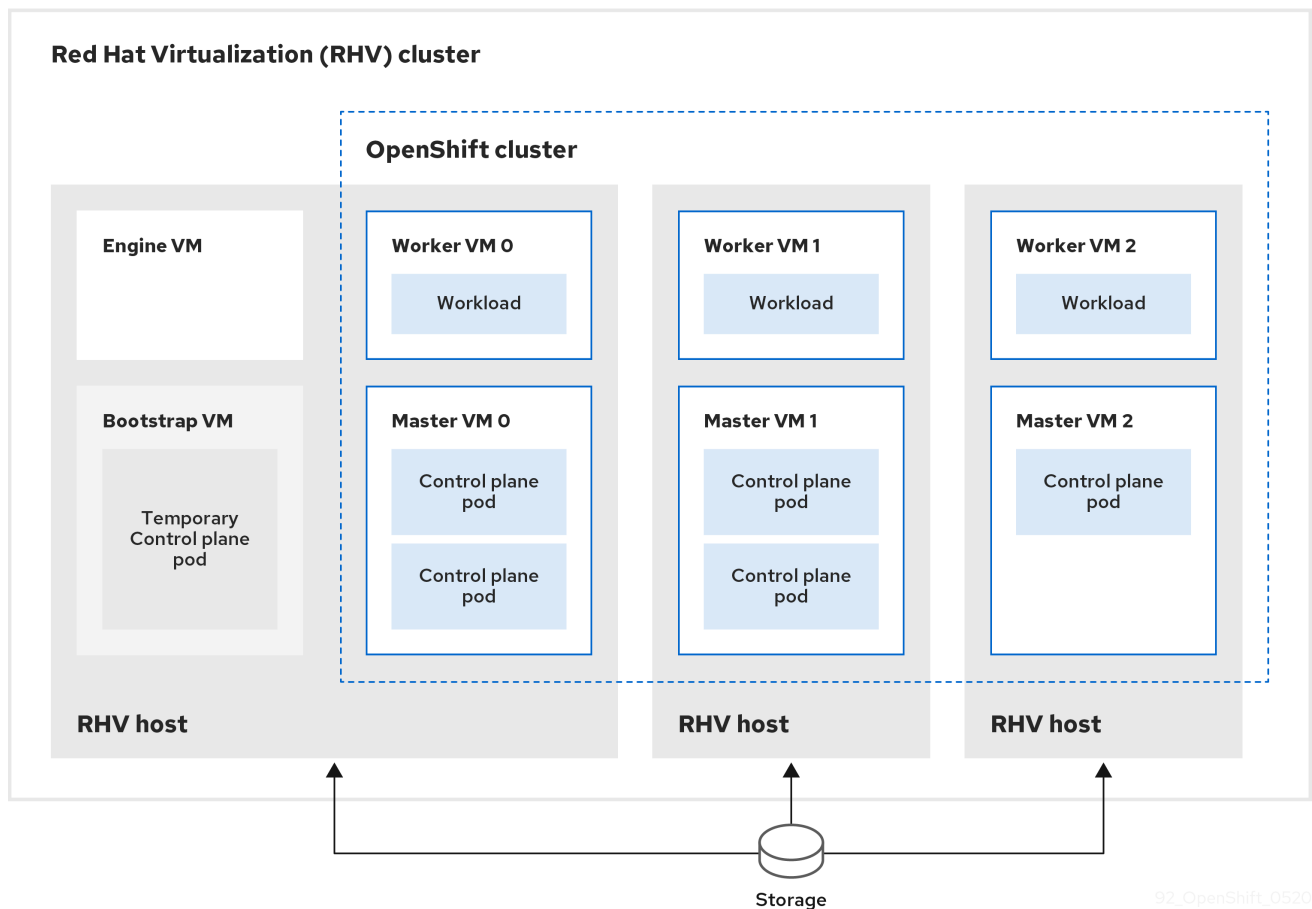 Red Hat Virtualization (RHV) cluster
OpenShift cluster
Engine VM
Bootstrap VM
Temporary
Control plane
pod
Worker VM 0
Workload
Master VM 0
Control plane
pod
Control plane
pod
RHV host
Worker VM 1
Workload
Master VM 1
Control plane
pod
Control plane
pod
RHV host
Worker VM 2
Workload
Master VM 2
Control plane
pod
RHV host
Storage
92_OpenShift_0520